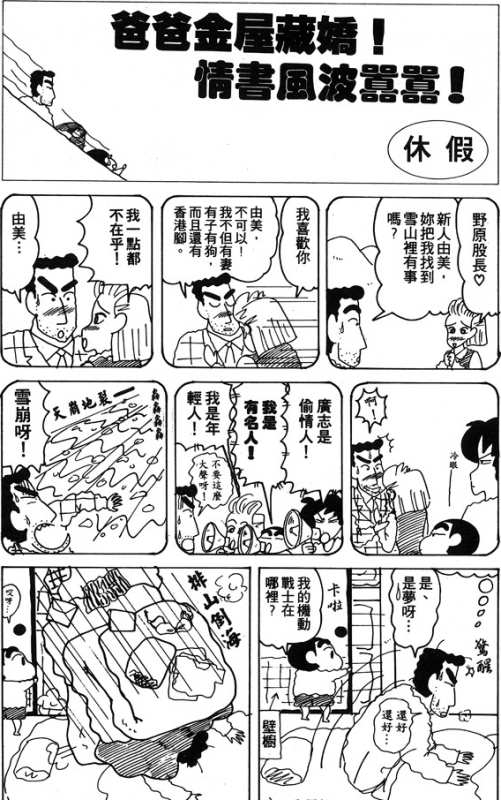 爸爸金屋藏嬌！
情書風波囂囂！
休假
野原股長♡
新人由美，
妳把我找到
雪山裡有事
嗎？
我喜歡你
由美，
不可以！
我不但有妻
有子有狗，
而且還有
香港腳。
我一點都
不在乎！
由美…
冷眼
啊！
廣志是
偷情人！
我是
有名人！
我是年
輕人！
不要這麼
大聲呀！
天崩地裂
雪崩呀！
是、
是夢呀…
驚醒
還好…
還好
卡啦
我的機動
戰士在
哪裡？
壁櫥
排山倒海